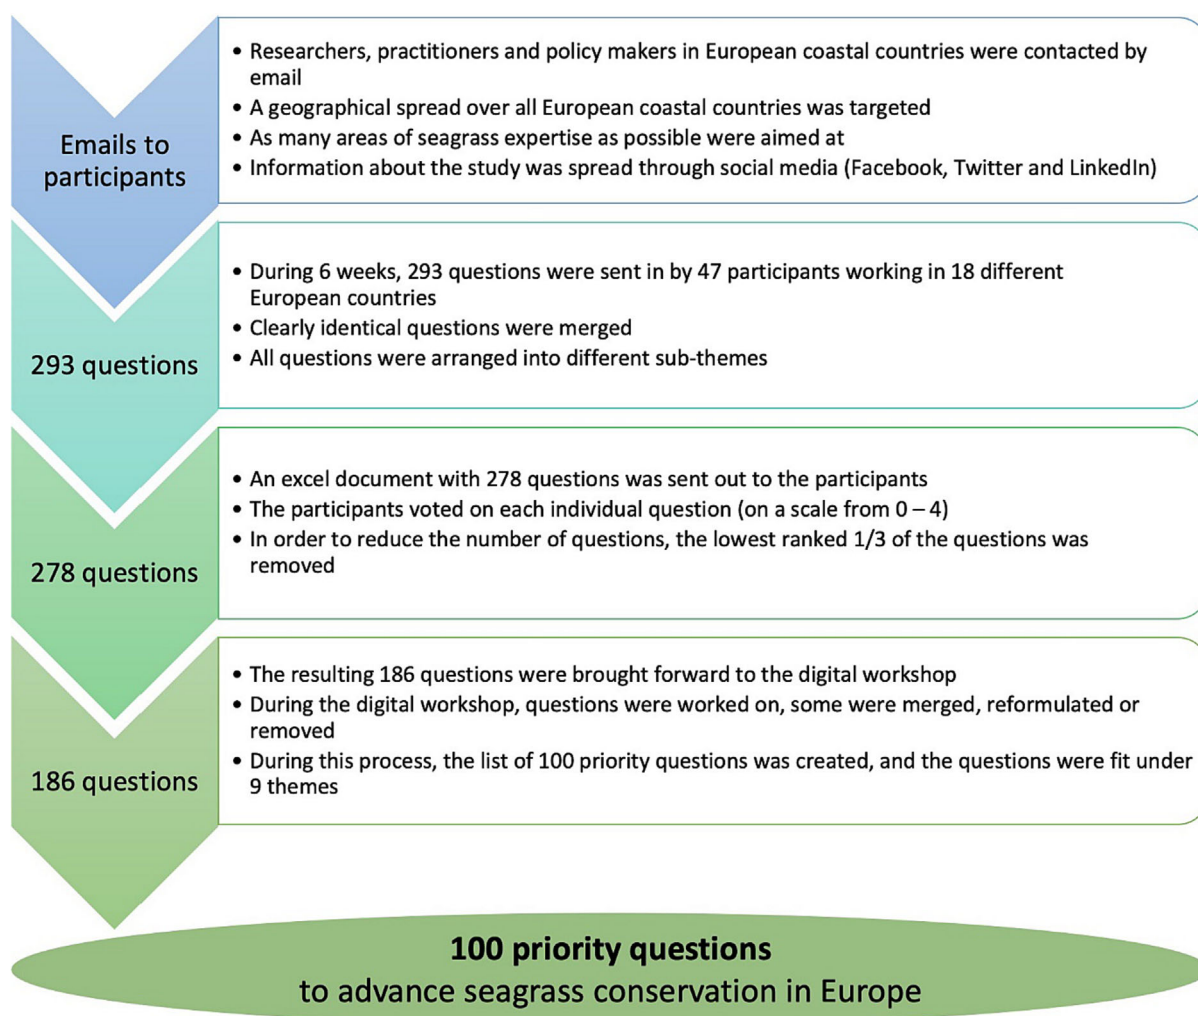 Emails to
participants
• Researchers, practitioners and policy makers in European coastal countries were contacted by
email
• A geographical spread over all European coastal countries was targeted
• As many areas of seagrass expertise as possible were aimed at
• Information about the study was spread through social media (Facebook, Twitter and LinkedIn)
293 questions
• During 6 weeks, 293 questions were sent in by 47 participants working in 18 different
European countries
• Clearly identical questions were merged
• All questions were arranged into different sub-themes
278 questions
• An excel document with 278 questions was sent out to the participants
• The participants voted on each individual question (on a scale from 0 – 4)
• In order to reduce the number of questions, the lowest ranked 1/3 of the questions was
removed
186 questions
• The resulting 186 questions were brought forward to the digital workshop
• During the digital workshop, questions were worked on, some were merged, reformulated or
removed
• During this process, the list of 100 priority questions was created, and the questions were fit under
9 themes
100 priority questions
to advance seagrass conservation in Europe